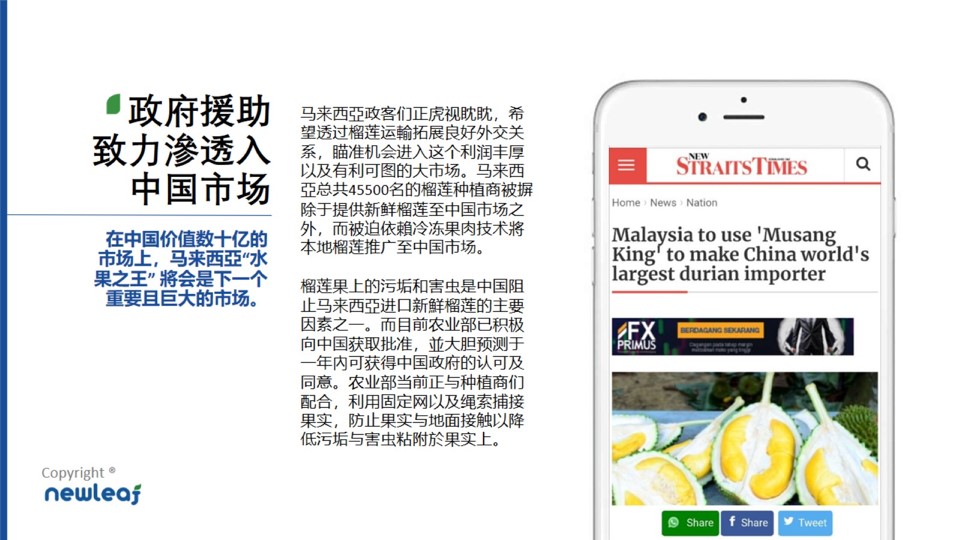 政府援助
致力滲透入
中国市场
在中国价值数十亿的
市场上，马来西亞“水
果之王” 將会是下一个
重要且巨大的市场。
马来西亞政客们正虎视眈眈，希
望透过榴莲运輸拓展良好外交关
系，瞄准机会进入这个利润丰厚
以及有利可图的大市场。马来西
亞总共45500名的榴莲种植商被摒
除于提供新鲜榴莲至中国市场之
外，而被迫依賴冷冻果肉技术將
本地榴莲推广至中国市场。
榴莲果上的污垢和害虫是中国阻
止马来西亞进口新鮮榴莲的主要
因素之一。而目前农业部已积极
向中国获取批准，並大胆预测于
一年内可获得中国政府的认可及
同意。农业部当前正与种植商们
配合，利用固定网以及绳索捕接
果实，防止果实与地面接触以降
低污垢与害虫粘附於果实上。
Copyright ®
newleaf
NEW
STRAITS TIMES
Home › News › Nation
Malaysia to use 'Musang
King' to make China world's
largest durian importer
FX
PRIMUS
BERDAGANG SEKARANG
Share
Share
Tweet